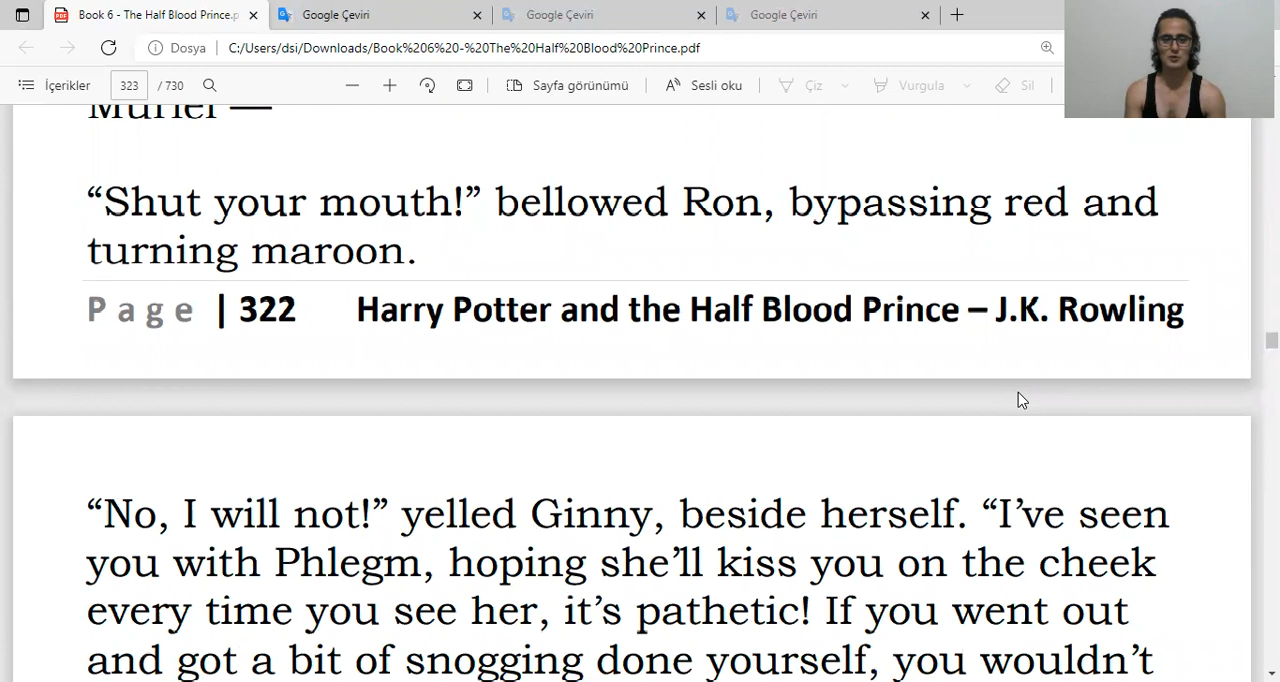 Book 6 - The Half Blood Prince.p
Google Çeviri
Google Çeviri
Google Çeviri
Dosya
C:/Users/dsi/Downloads/Book%206%20-%20The%20Half%20Blood%20Prince.pdf
İçerikler
323
/ 730
Sayfa görünümü
Sesli oku
Çiz
Vurgula
Sil
Muriel —
“Shut your mouth!” bellowed Ron, bypassing red and
turning maroon.
P a g e | 322 Harry Potter and the Half Blood Prince – J.K. Rowling
“No, I will not!” yelled Ginny, beside herself. “I’ve seen
you with Phlegm, hoping she’ll kiss you on the cheek
every time you see her, it’s pathetic! If you went out
and got a bit of snogging done yourself, you wouldn’t